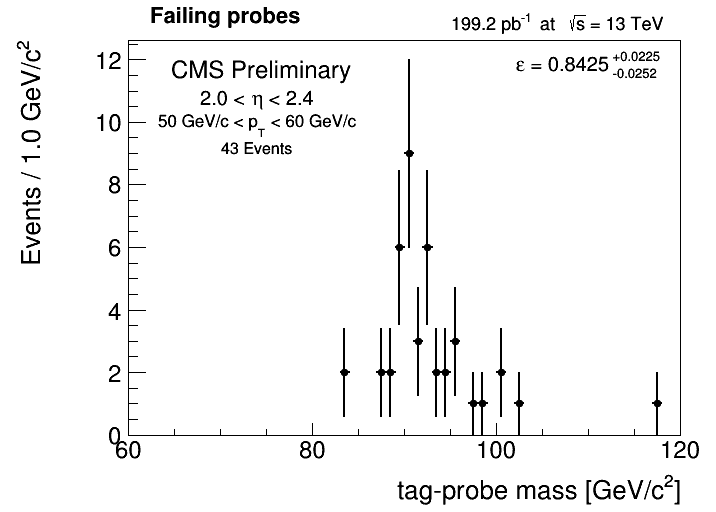 Failing probes
199.2 pb⁻¹ at √s = 13 TeV
CMS Preliminary
2.0 < η < 2.4
50 GeV/c < p_T < 60 GeV/c
43 Events
ε = 0.8425 +0.0225 -0.0252
Events / 1.0 GeV/c²
12
10
8
6
4
2
0
60 80 100 120
tag-probe mass [GeV/c²]